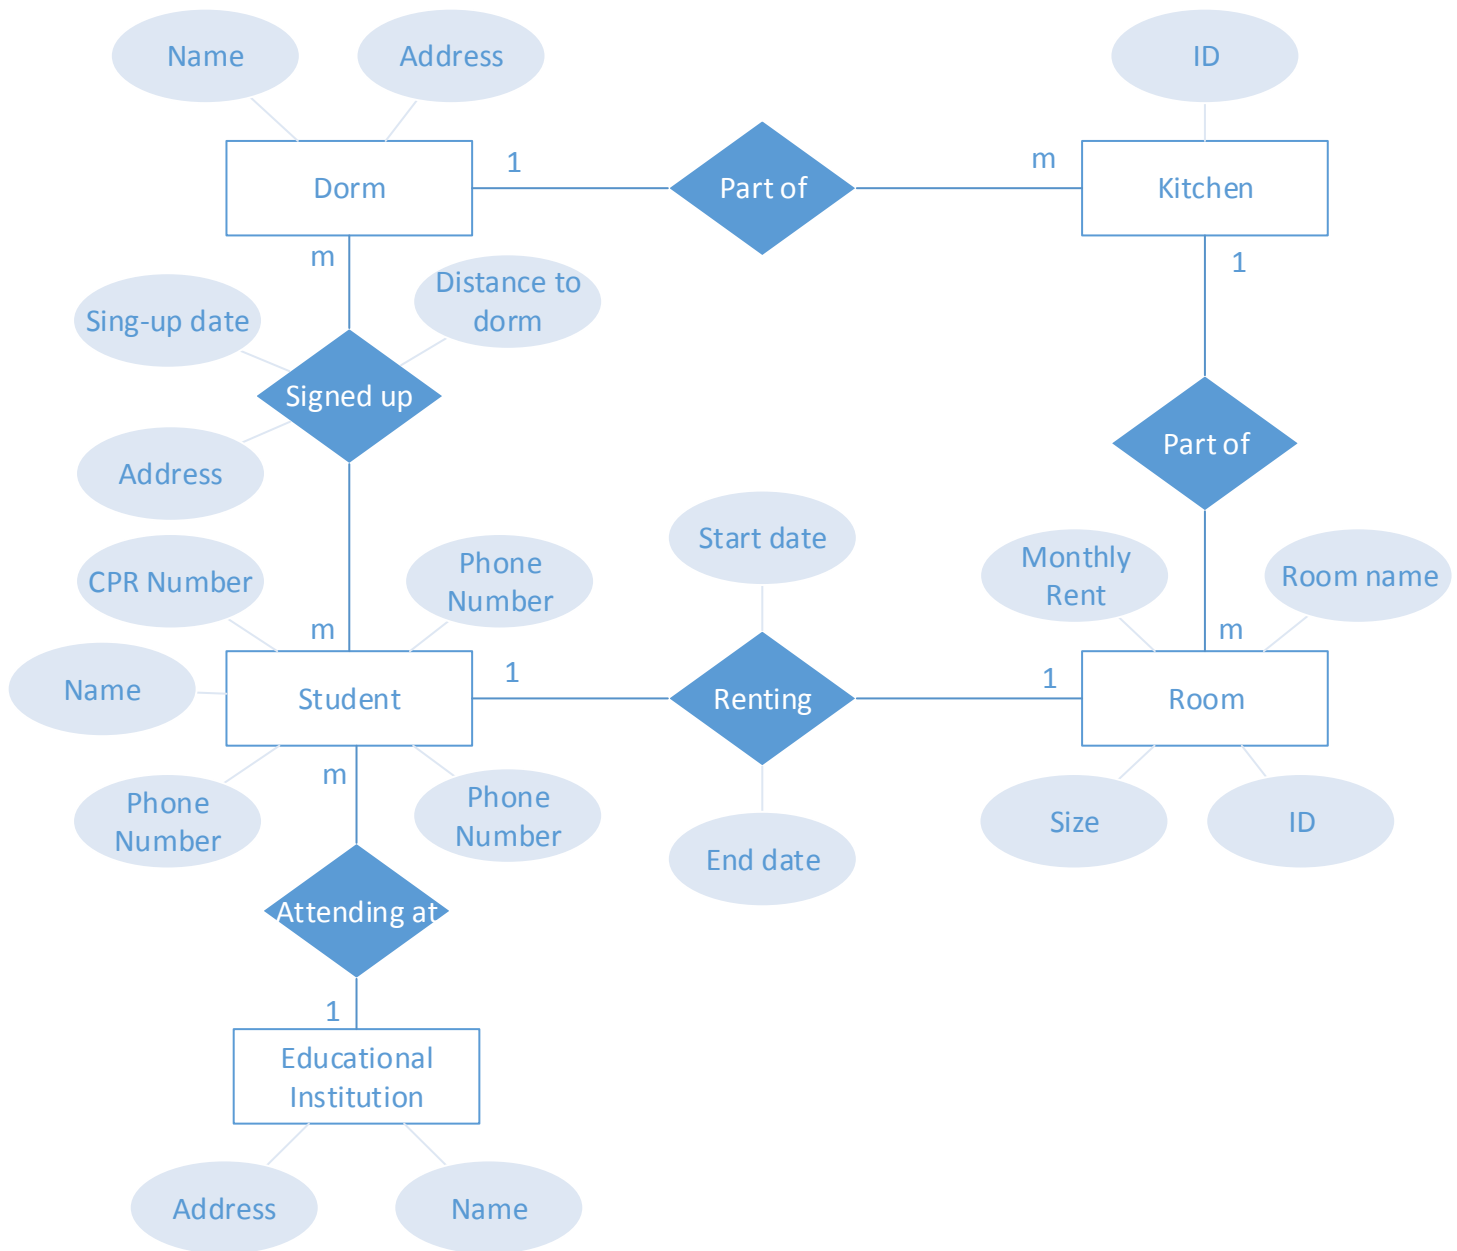 Name
Address
ID
Dorm
1
Part of
m
Kitchen
m
1
Sing-up date
Distance to
dorm
Signed up
Address
Part of
Start date
CPR Number
Phone
Number
Monthly
Rent
Room name
m
m
Name
Student
1
Renting
1
Room
m
Phone
Number
Phone
Number
End date
Size
ID
Attending at
1
Educational
Institution
Address
Name